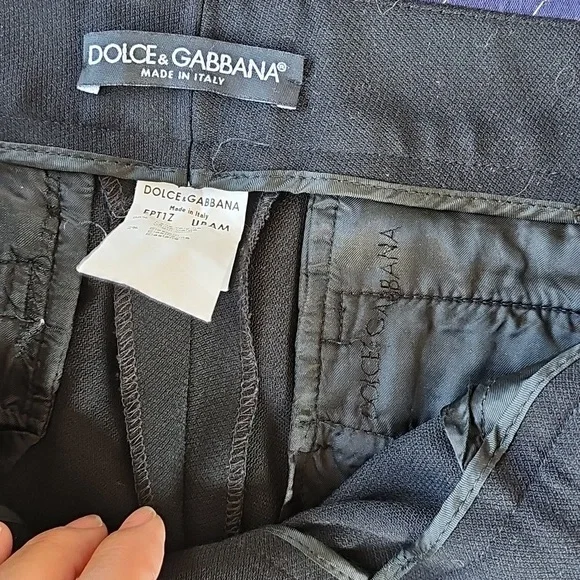 DOLCE & GABBANA®
MADE IN ITALY
DOLCE & GABBANA
Made in Italy
DOLCE & GABBANA